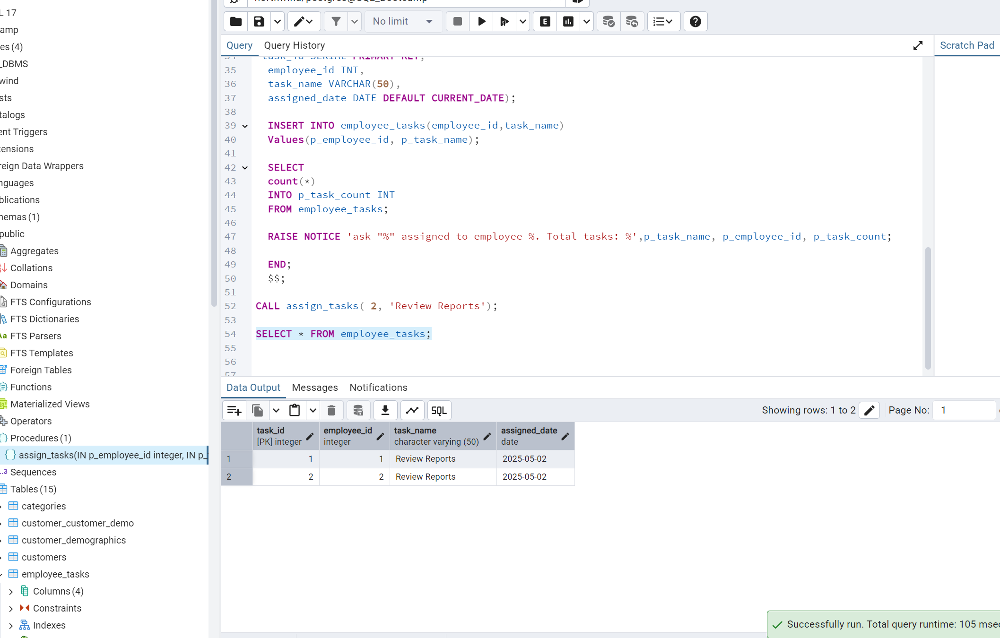 L 17
amp
es (4)
_DBMS
wind
sts
talogs
ent Triggers
tensions
reign Data Wrappers
nguages
blications
hemas (1)
public
Aggregates
Collations
Domains
FTS Configurations
FTS Dictionaries
Aa FTS Parsers
FTS Templates
Foreign Tables
Functions
Materialized Views
Operators
Procedures (1)
assign_tasks(IN p_employee_id integer, IN p_
..3 Sequences
Tables (15)
categories
customer_customer_demo
customer_demographics
customers
employee_tasks
Columns (4)
Constraints
Indexes
northwind/postgres@SQL_Bootcamp
No limit
E
Query Query History
Scratch Pad
34 task_id SERIAL PRIMARY KEY,
35 employee_id INT,
36 task_name VARCHAR(50),
37 assigned_date DATE DEFAULT CURRENT_DATE);
38
39 INSERT INTO employee_tasks(employee_id,task_name)
40 Values(p_employee_id, p_task_name);
41
42 SELECT
43 count(*)
44 INTO p_task_count INT
45 FROM employee_tasks;
46
47 RAISE NOTICE 'ask "%" assigned to employee %. Total tasks: %',p_task_name, p_employee_id, p_task_count;
48
49 END;
50 $$;
51
52 CALL assign_tasks( 2, 'Review Reports');
53
54 SELECT * FROM employee_tasks;
55
56
57
Data Output Messages Notifications
SQL
Showing rows: 1 to 2
Page No: 1
task_id employee_id task_name assigned_date
[PK] integer integer character varying (50) date
1 1 1 Review Reports 2025-05-02
2 2 2 Review Reports 2025-05-02
Successfully run. Total query runtime: 105 msec